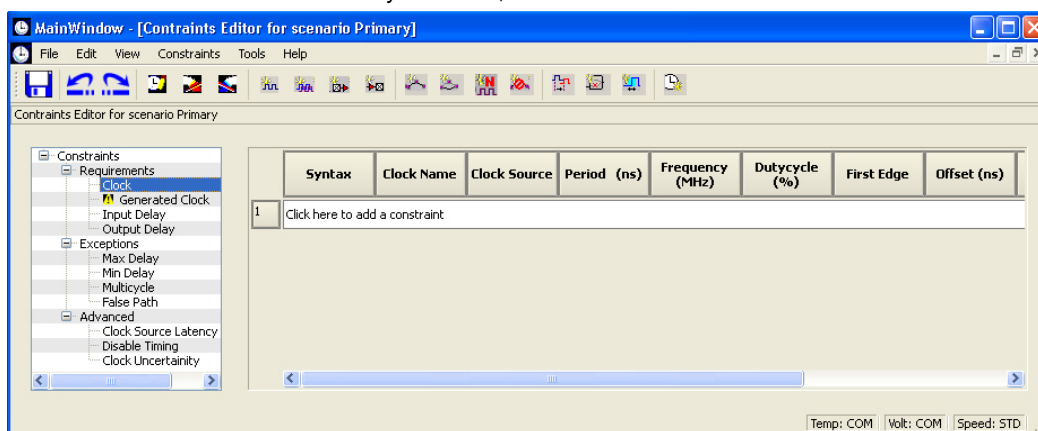 MainWindow - [Contraints Editor for scenario Primary]
File Edit View Constraints Tools Help
Contraints Editor for scenario Primary
Constraints
Requirements
Clock
Generated Clock
Input Delay
Output Delay
Exceptions
Max Delay
Min Delay
Multicycle
False Path
Advanced
Clock Source Latency
Disable Timing
Clock Uncertainity
Syntax Clock Name Clock Source Period (ns) Frequency (MHz) Dutycycle (%) First Edge Offset (ns)
1 Click here to add a constraint
Temp: COM Volt: COM Speed: STD